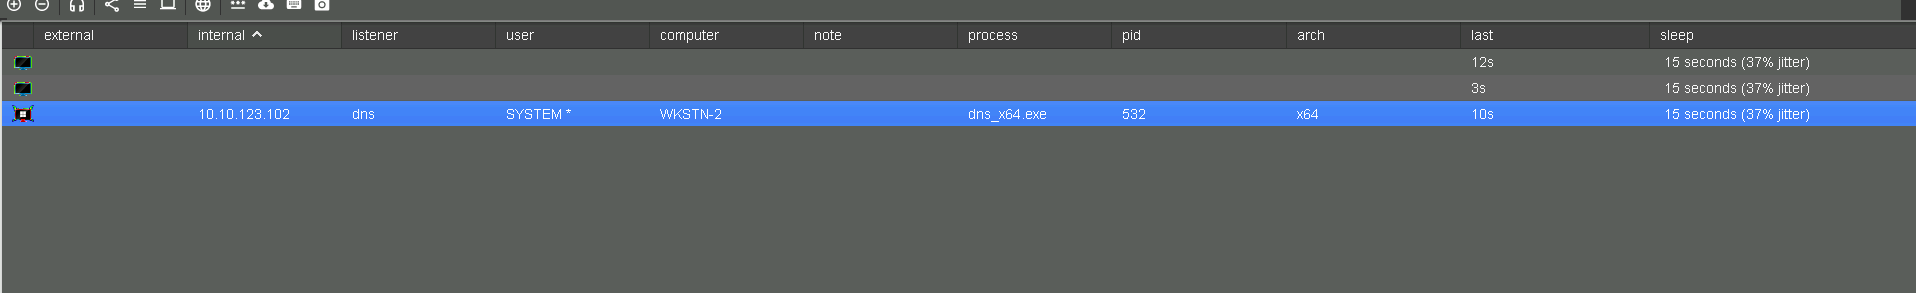 external internal listener user computer note process pid arch last sleep
12s 15 seconds (37% jitter)
3s 15 seconds (37% jitter)
10.10.123.102 dns SYSTEM * WKSTN-2 dns_x64.exe 532 x64 10s 15 seconds (37% jitter)